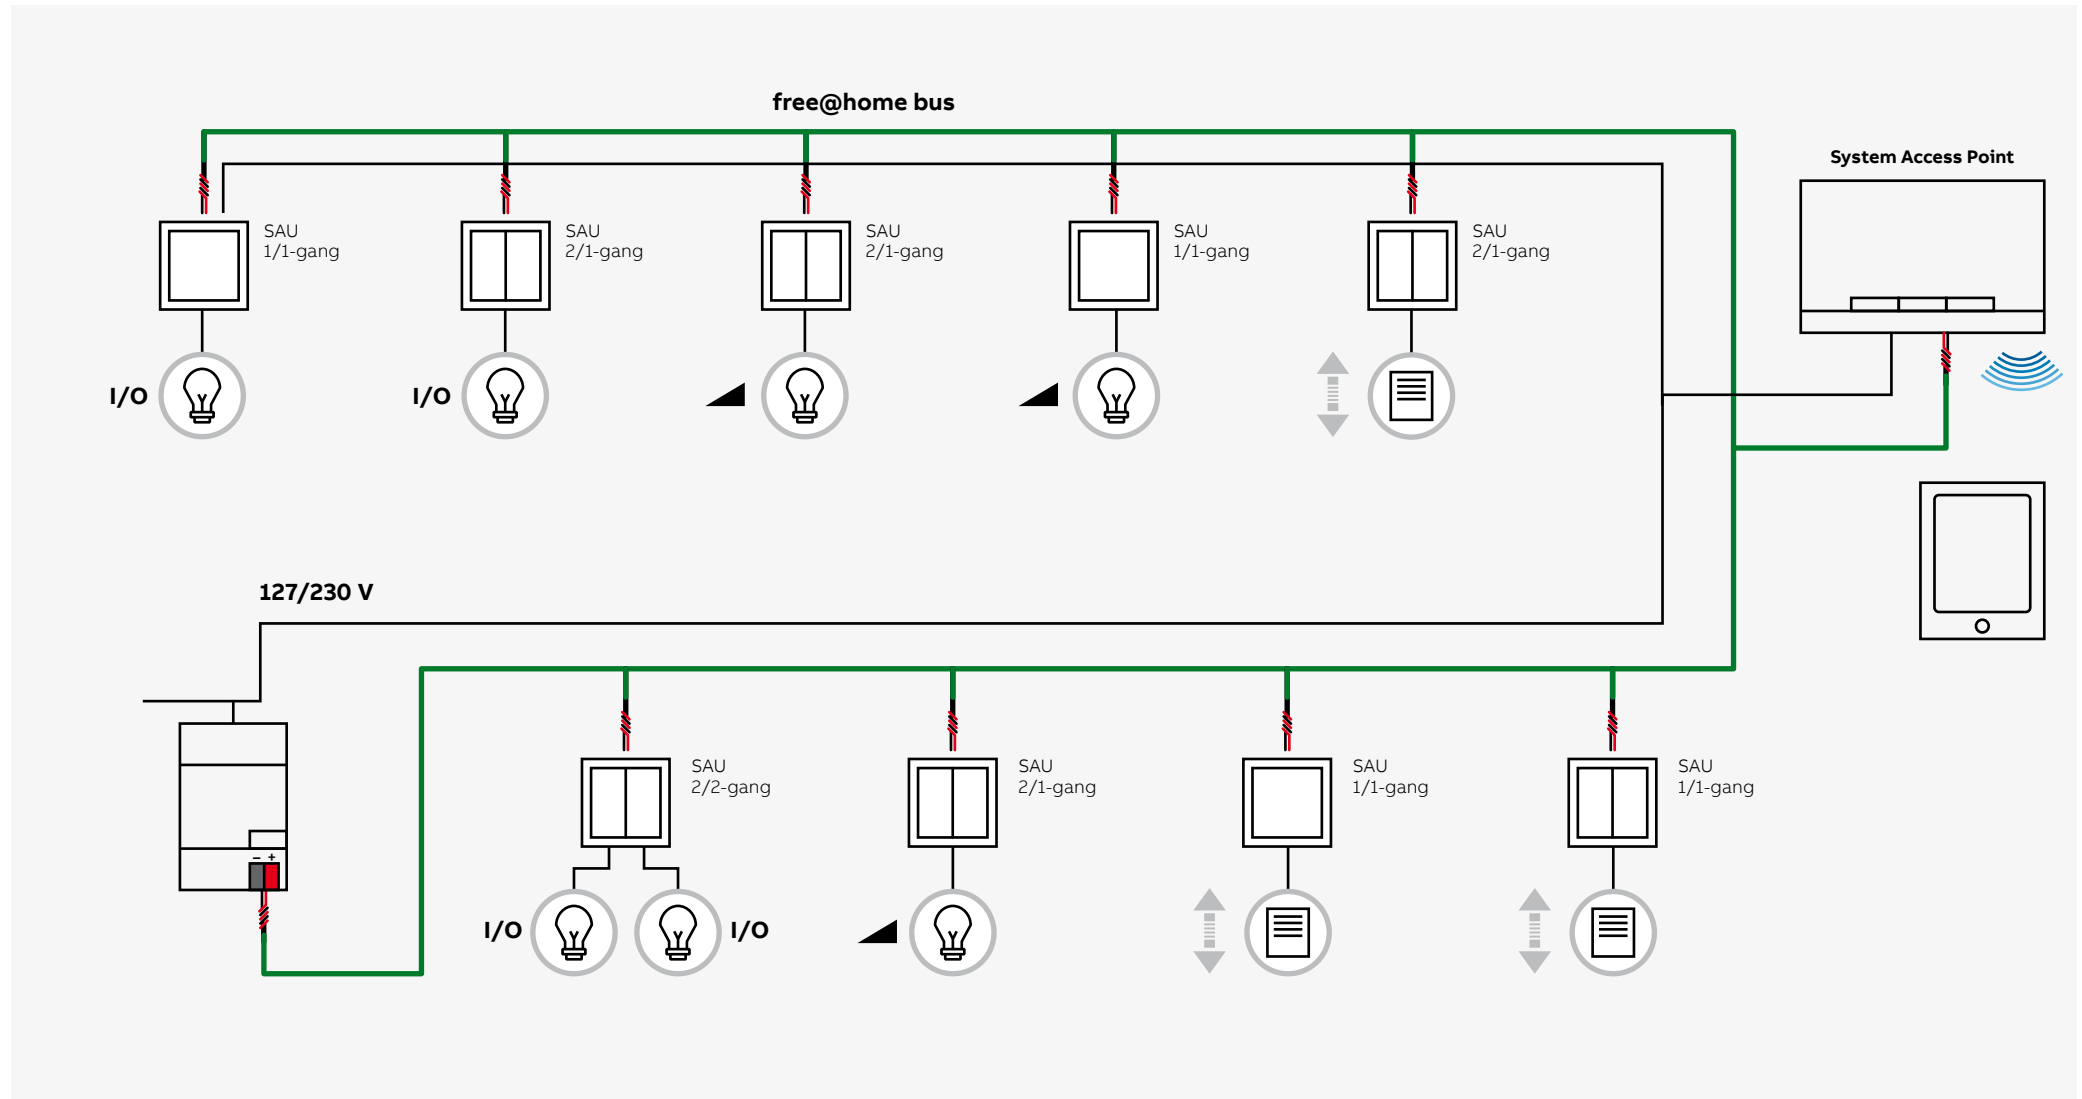 free@home bus
System Access Point
SAU
1/1-gang
SAU
2/1-gang
SAU
2/1-gang
SAU
1/1-gang
SAU
2/1-gang
I/O
I/O
127/230 V
SAU
2/2-gang
SAU
2/1-gang
SAU
1/1-gang
SAU
1/1-gang
– +
I/O
I/O